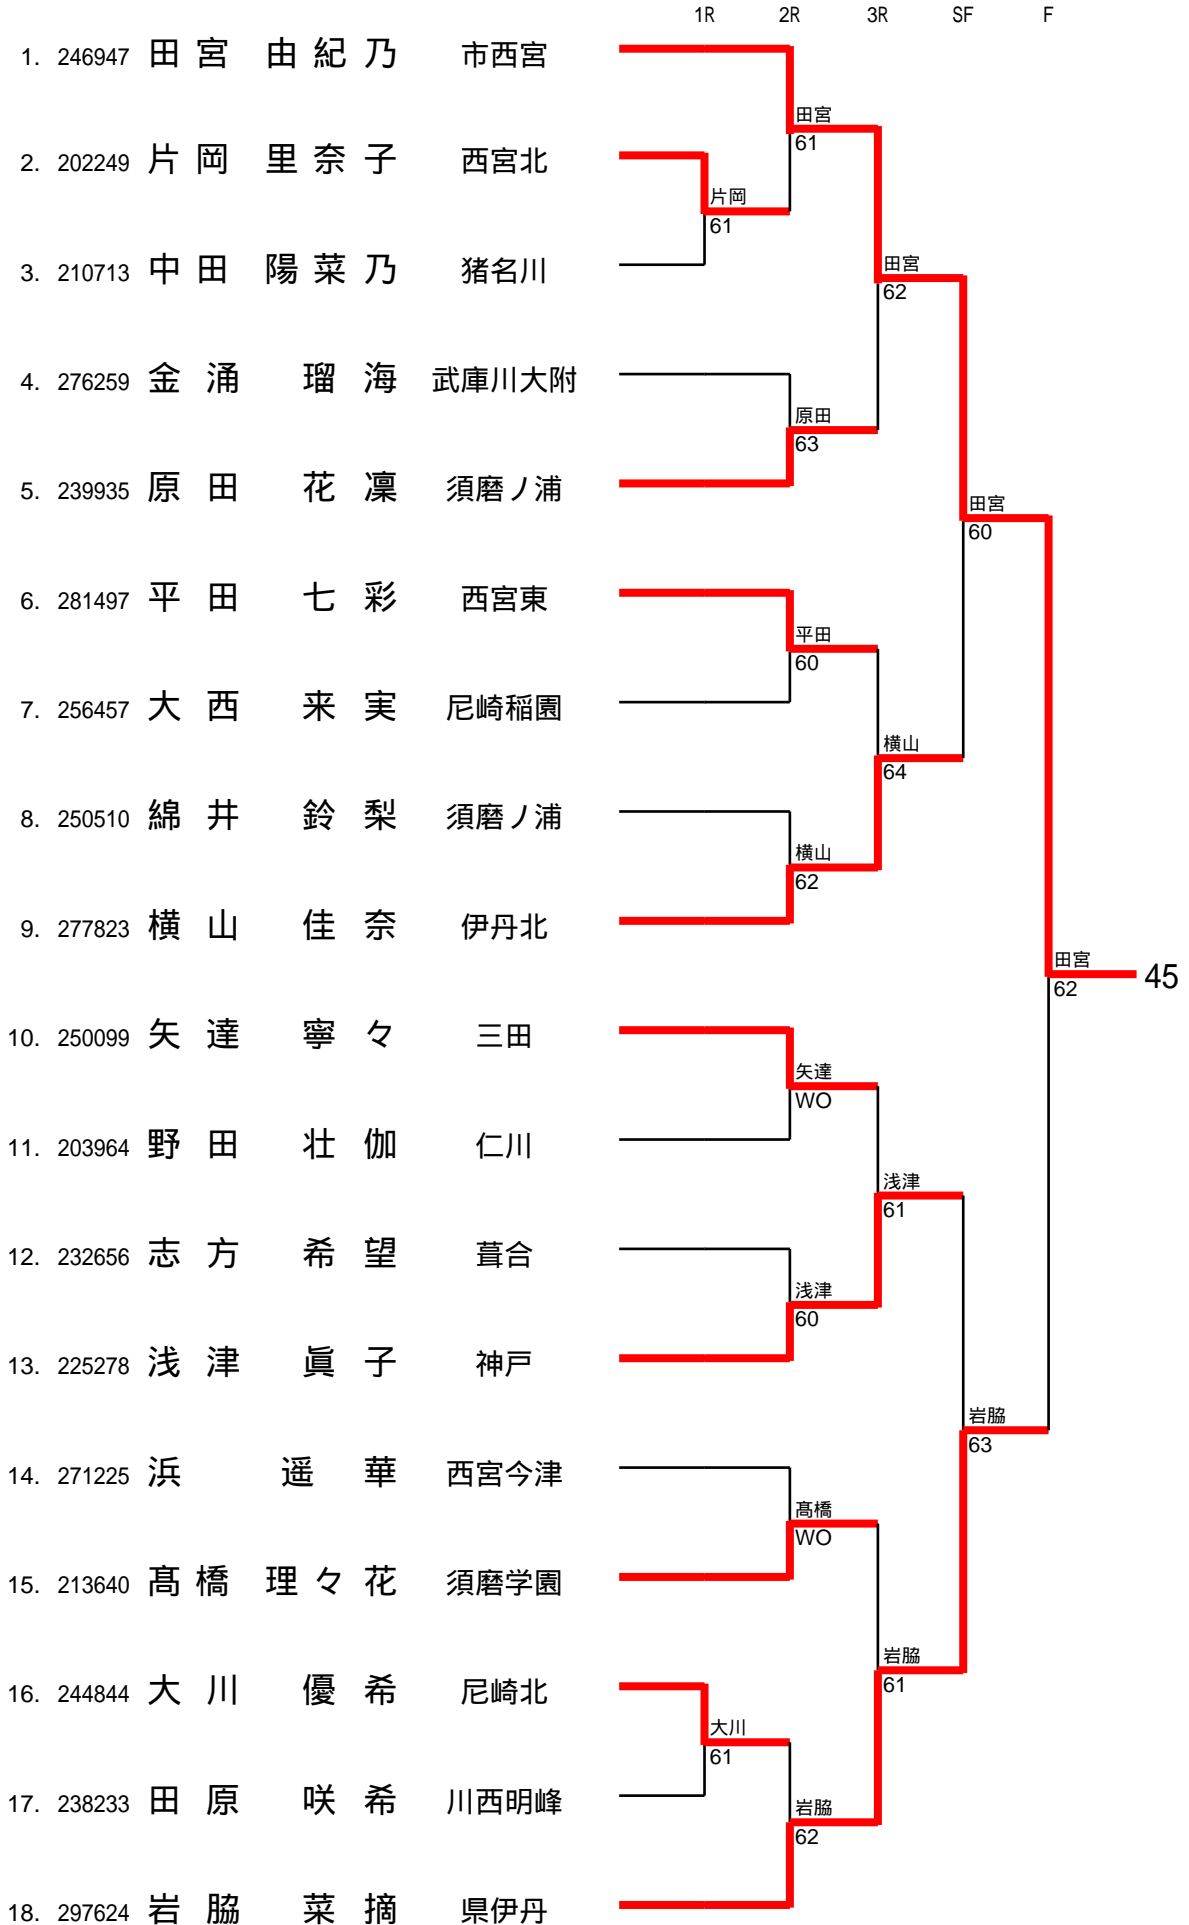 1R 2R 3R SF F
1. 246947 田宮 由紀乃 市西宮
田宮
61
2. 202249 片岡 里奈子 西宮北
片岡
61
3. 210713 中田 陽菜乃 猪名川
田宮
62
4. 276259 金涌 瑠海 武庫川大附
原田
63
5. 239935 原田 花凜 須磨ノ浦
田宮
60
6. 281497 平田 七彩 西宮東
平田
60
7. 256457 大西 来実 尼崎稲園
横山
64
8. 250510 綿井 鈴梨 須磨ノ浦
横山
62
9. 277823 横山 佳奈 伊丹北
田宮
62
45
10. 250099 矢達 寧々 三田
矢達
WO
11. 203964 野田 壮伽 仁川
浅津
61
12. 232656 志方 希望 葺合
浅津
60
13. 225278 浅津 眞子 神戸
岩脇
63
14. 271225 浜 遥華 西宮今津
髙橋
WO
15. 213640 髙橋 理々花 須磨学園
岩脇
61
16. 244844 大川 優希 尼崎北
大川
61
17. 238233 田原 咲希 川西明峰
岩脇
62
18. 297624 岩脇 菜摘 県伊丹